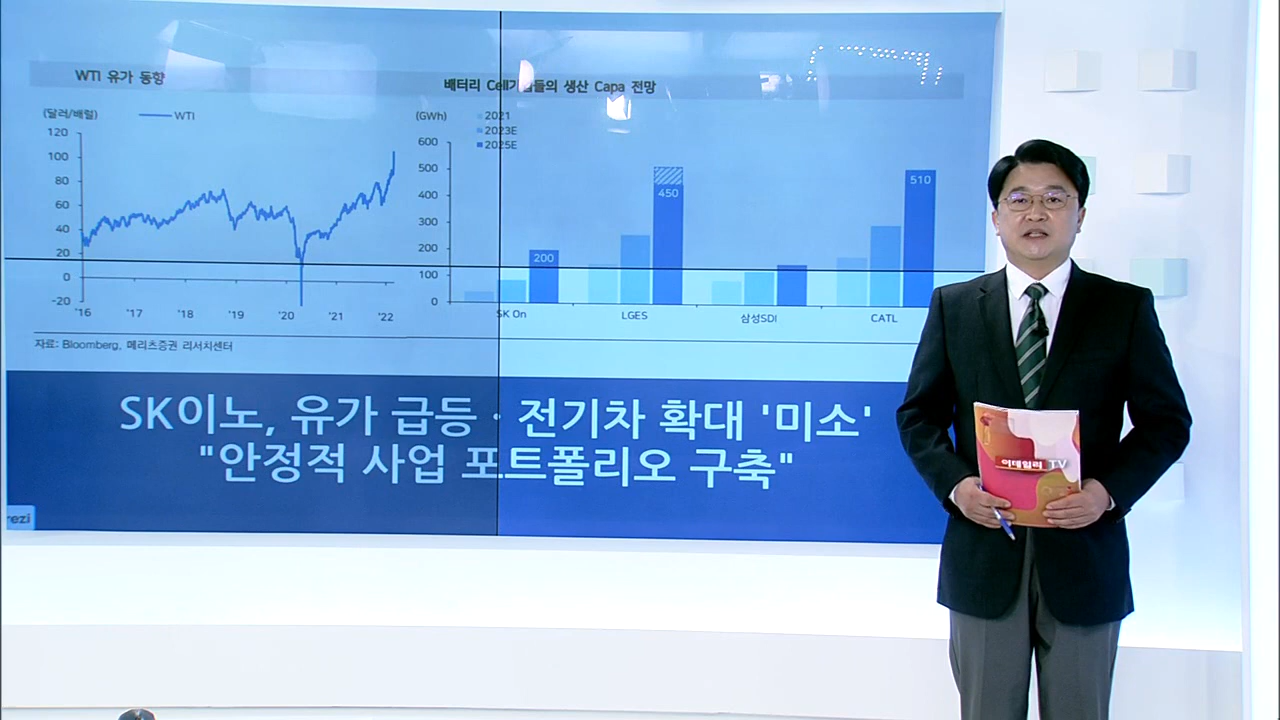 WTI 유가 동향
(달러/배럴)
WTI
120
100
80
60
40
20
0
-20
'16 '17 '18 '19 '20 '21 '22
배터리 Cell기업들의 생산 Capa 전망
(GWh)
2021
2023E
2025E
600
500
400
300
200
100
0
200
450
510
SK On LGES 삼성SDI CATL
자료: Bloomberg, 메리츠증권 리서치센터
SK이노, 유가 급등·전기차 확대 '미소'
"안정적 사업 포트폴리오 구축"
rezi
이데일리 TV